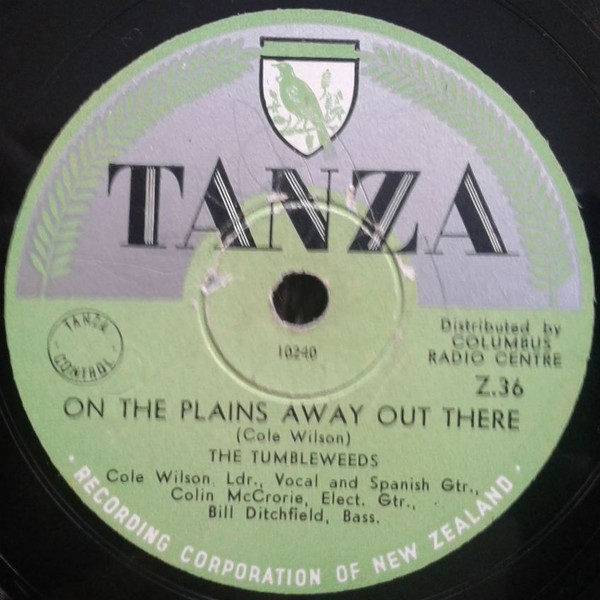 TANZA
TANZA
CONTROL
10240
Distributed by
COLUMBUS
RADIO CENTRE
Z.36
ON THE PLAINS AWAY OUT THERE
(Cole Wilson)
THE TUMBLEWEEDS
Cole Wilson Ldr., Vocal and Spanish Gtr.,
Colin McCrorie, Elect. Gtr.,
Bill Ditchfield, Bass.
· RECORDING CORPORATION OF NEW ZEALAND ·